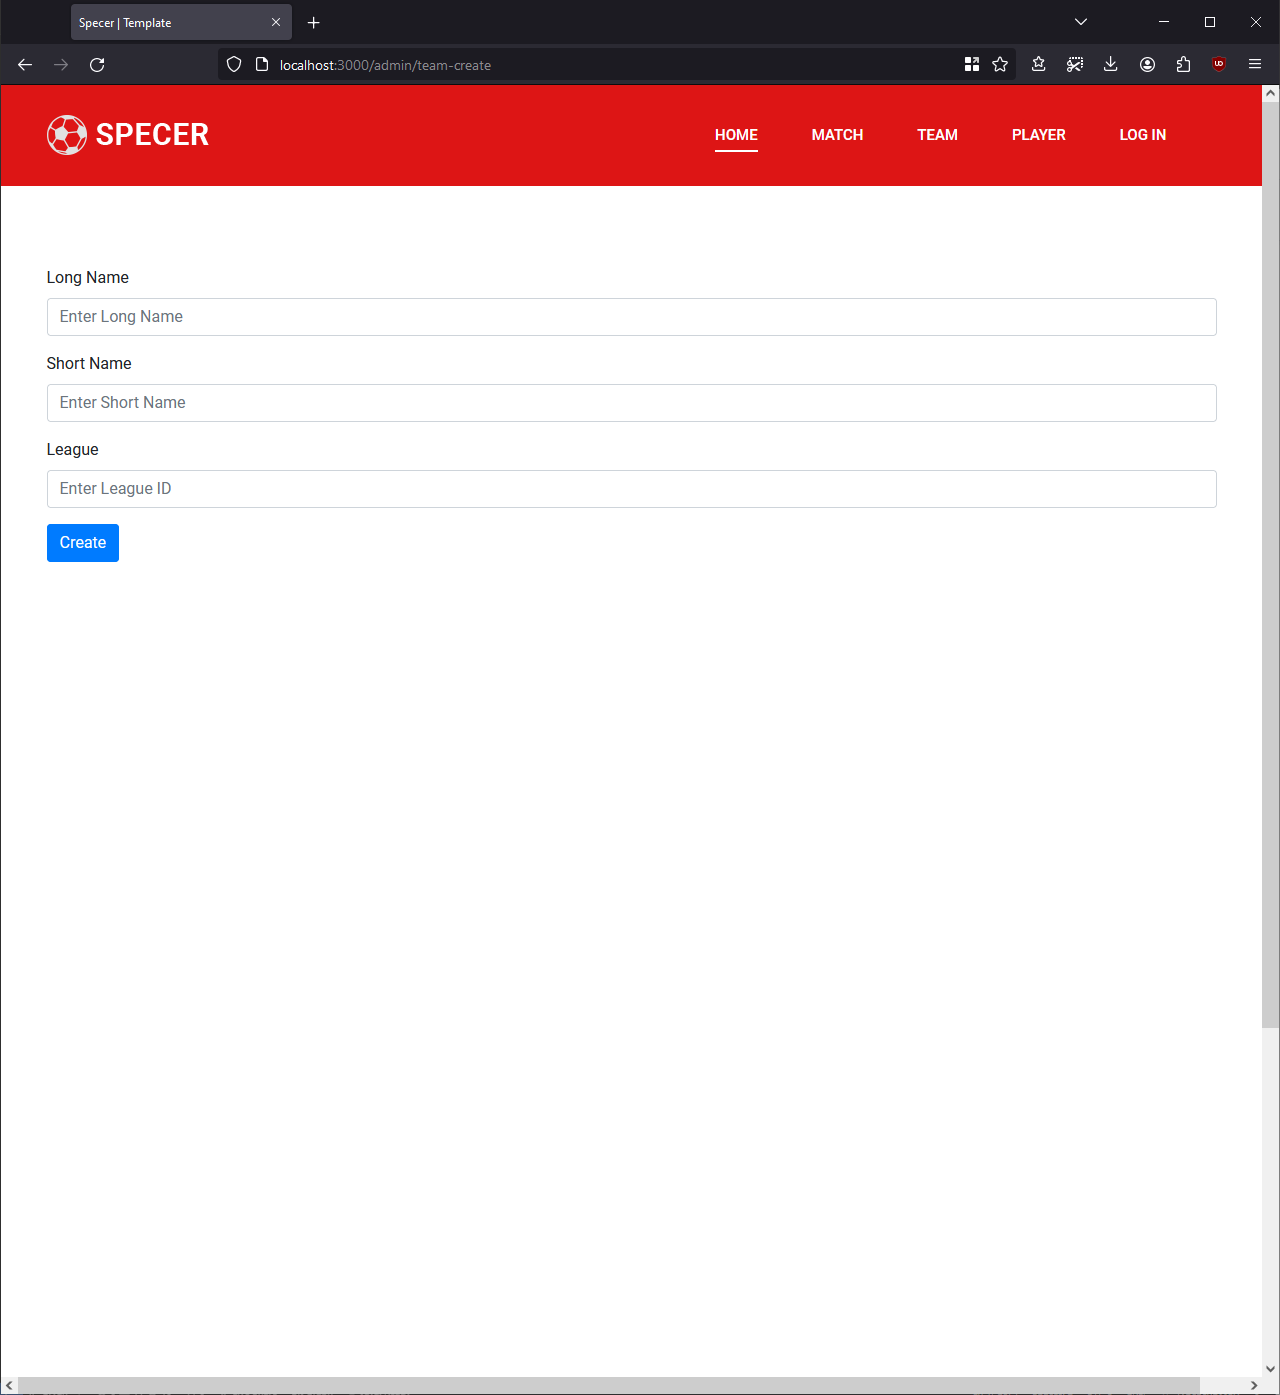 Specer | Template
localhost:3000/admin/team-create
SPECER
HOME MATCH TEAM PLAYER LOG IN
Long Name
Enter Long Name
Short Name
Enter Short Name
League
Enter League ID
Create